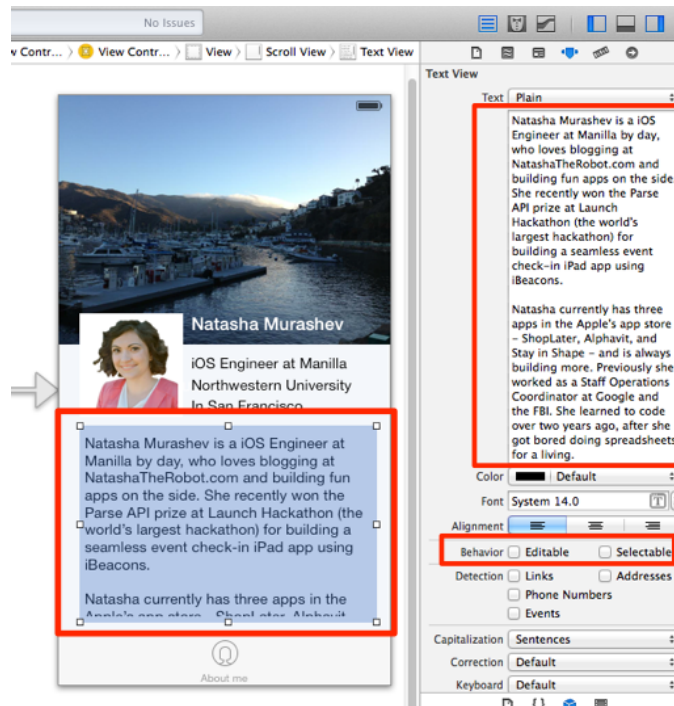 No Issues
v Contr... 〉 View Contr... 〉 View 〉 Scroll View 〉 Text View
Text View
Text Plain
Natasha Murashev is a iOS
Engineer at Manilla by day,
who loves blogging at
NatashaTheRobot.com and
building fun apps on the side.
She recently won the Parse
API prize at Launch
Hackathon (the world's
largest hackathon) for
building a seamless event
check-in iPad app using
iBeacons.
Natasha currently has three
apps in the Apple's app store
– ShopLater, Alphavit, and
Stay in Shape – and is always
building more. Previously she
worked as a Staff Operations
Coordinator at Google and
the FBI. She learned to code
over two years ago, after she
got bored doing spreadsheets
for a living.
Color Default
Font System 14.0
Alignment
Behavior Editable Selectable
Detection Links Addresses
Phone Numbers
Events
Capitalization Sentences
Correction Default
Keyboard Default
Natasha Murashev
iOS Engineer at Manilla
Northwestern University
In San Francisco
Natasha Murashev is a iOS Engineer at
Manilla by day, who loves blogging at
NatashaTheRobot.com and building fun
apps on the side. She recently won the
Parse API prize at Launch Hackathon (the
world's largest hackathon) for building a
seamless event check-in iPad app using
iBeacons.
Natasha currently has three apps in the
Apple's app store - ShopLater, Alphavit,
About me